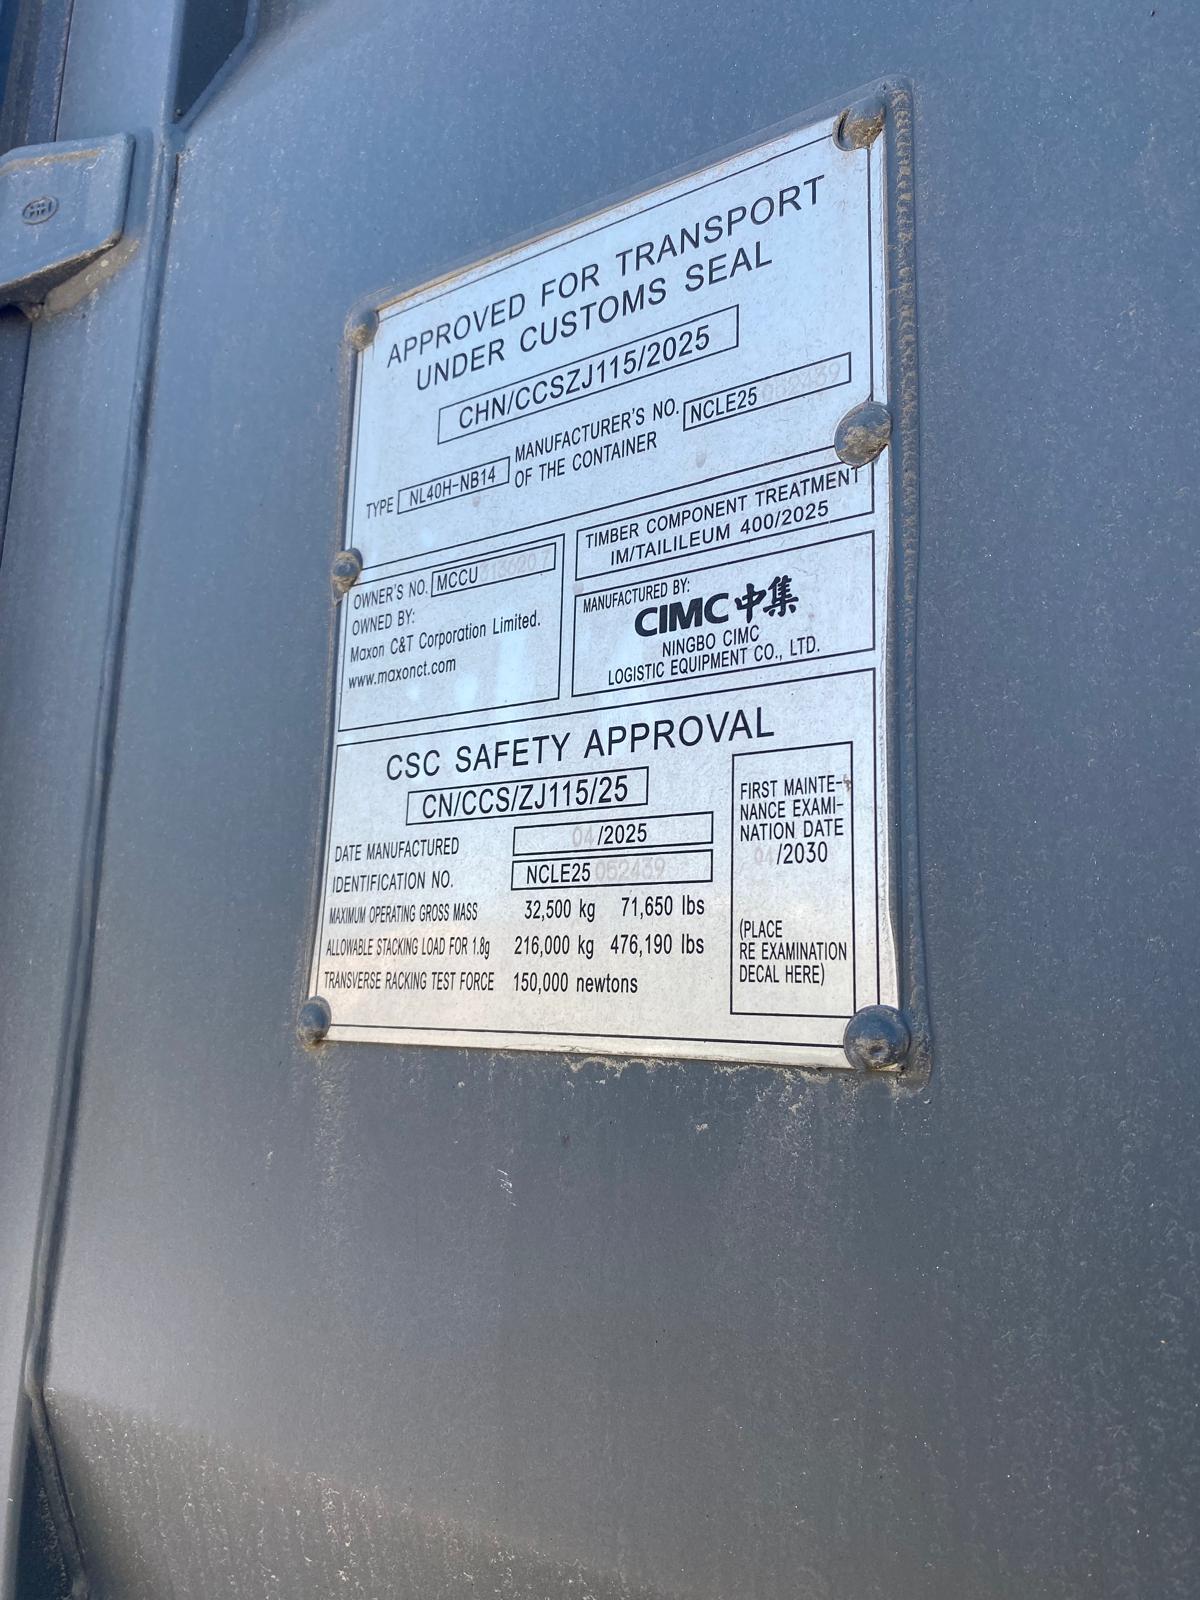 APPROVED FOR TRANSPORT
UNDER CUSTOMS SEAL
CHN/CCSZJ115/2025
TYPE NL40H-NB14 MANUFACTURER'S NO. OF THE CONTAINER NCLE25 052439
TIMBER COMPONENT TREATMENT
IM/TAILILEUM 400/2025
OWNER'S NO. MCCU
OWNED BY:
Maxon C&T Corporation Limited.
www.maxonct.com
MANUFACTURED BY:
CIMC 中集
NINGBO CIMC
LOGISTIC EQUIPMENT CO., LTD.
CSC SAFETY APPROVAL
CN/CCS/ZJ115/25
DATE MANUFACTURED 04/2025
IDENTIFICATION NO. NCLE25 052439
MAXIMUM OPERATING GROSS MASS 32,500 kg 71,650 lbs
ALLOWABLE STACKING LOAD FOR 1.8g 216,000 kg 476,190 lbs
TRANSVERSE RACKING TEST FORCE 150,000 newtons
FIRST MAINTE-
NANCE EXAMI-
NATION DATE
04/2030
(PLACE
RE EXAMINATION
DECAL HERE)